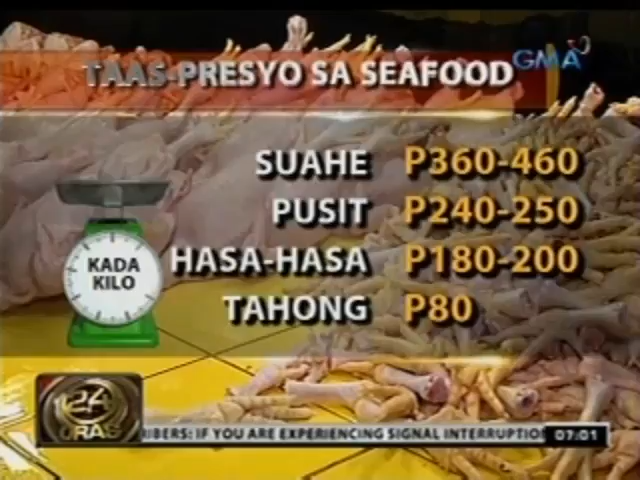 TAAS-PRESYO SA SEAFOOD
GMA
SUAHE P360-460
PUSIT P240-250
HASA-HASA P180-200
TAHONG P80
KADA
KILO
24
ORAS
IBERS: IF YOU ARE EXPERIENCING SIGNAL INTERRUPTION
07:01